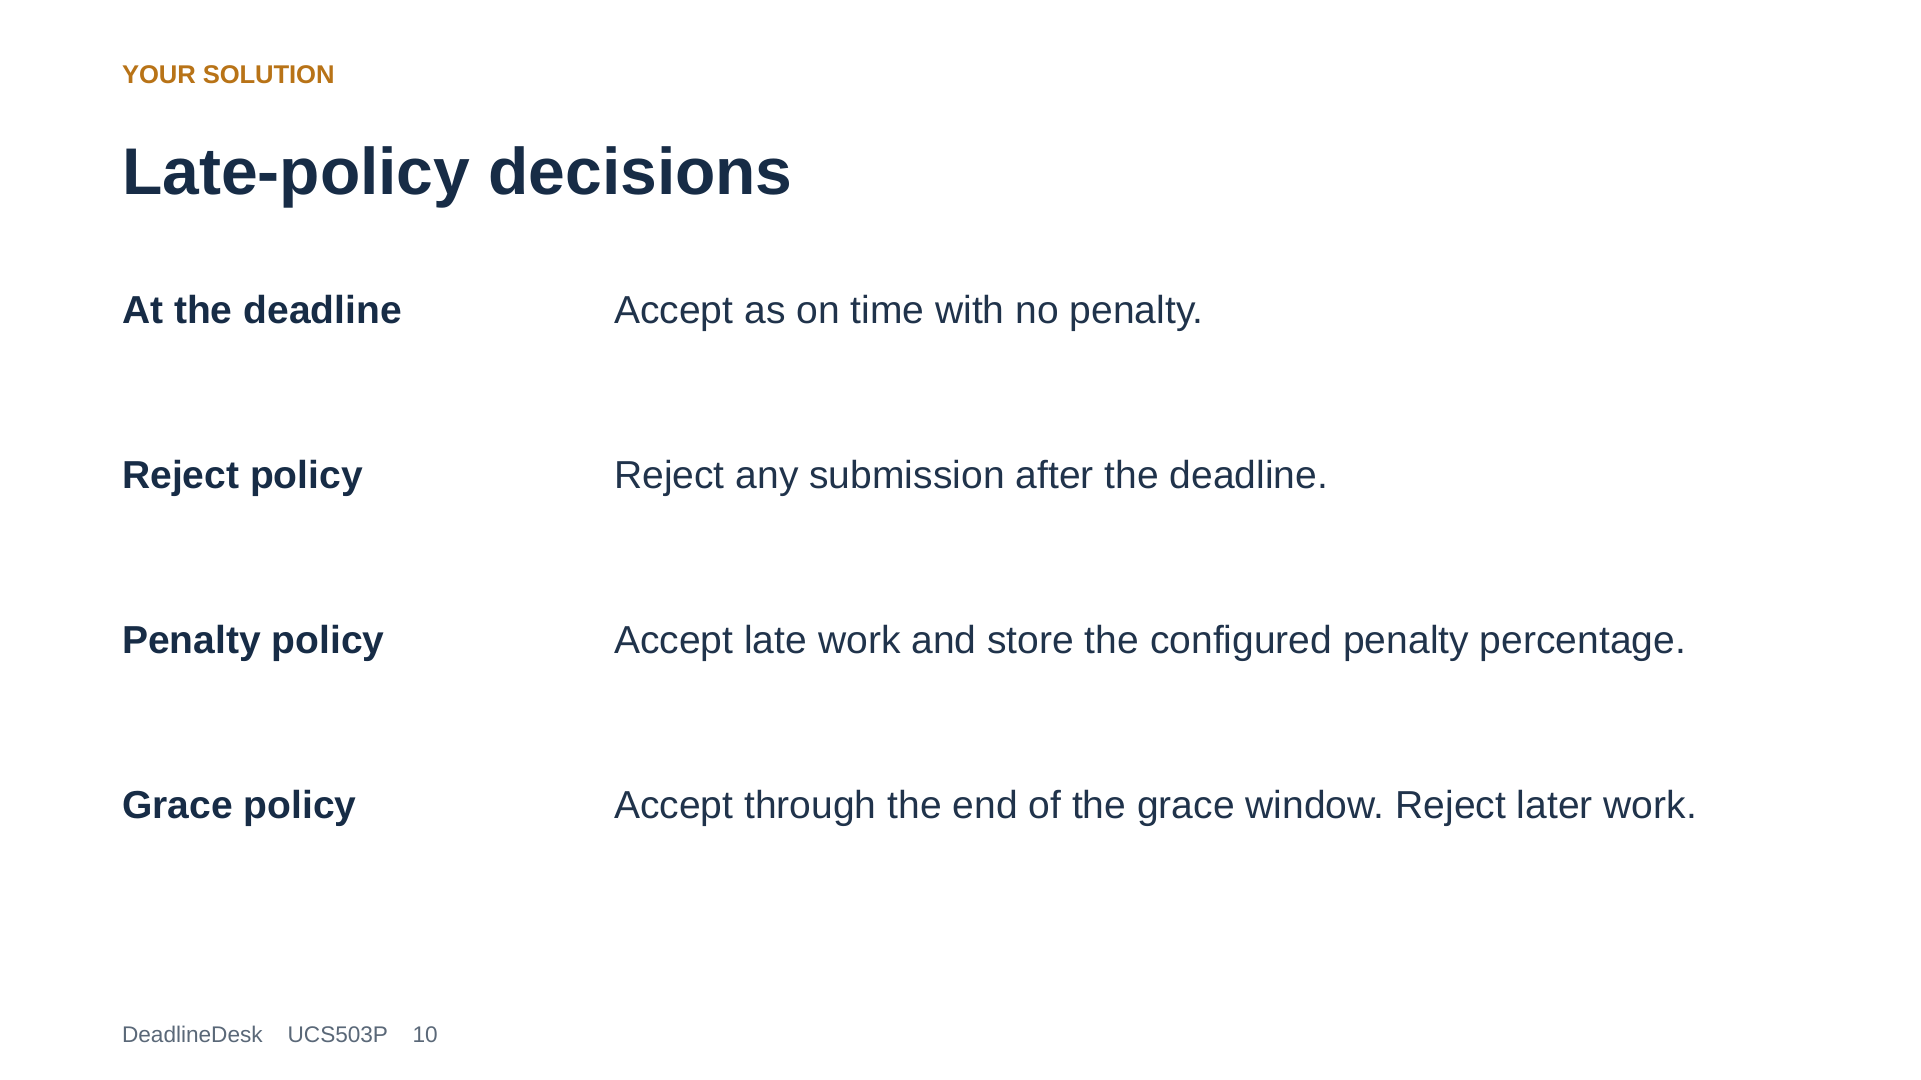 YOUR SOLUTION
Late-policy decisions
At the deadline Accept as on time with no penalty.
Reject policy Reject any submission after the deadline.
Penalty policy Accept late work and store the configured penalty percentage.
Grace policy Accept through the end of the grace window. Reject later work.
DeadlineDesk UCS503P 10